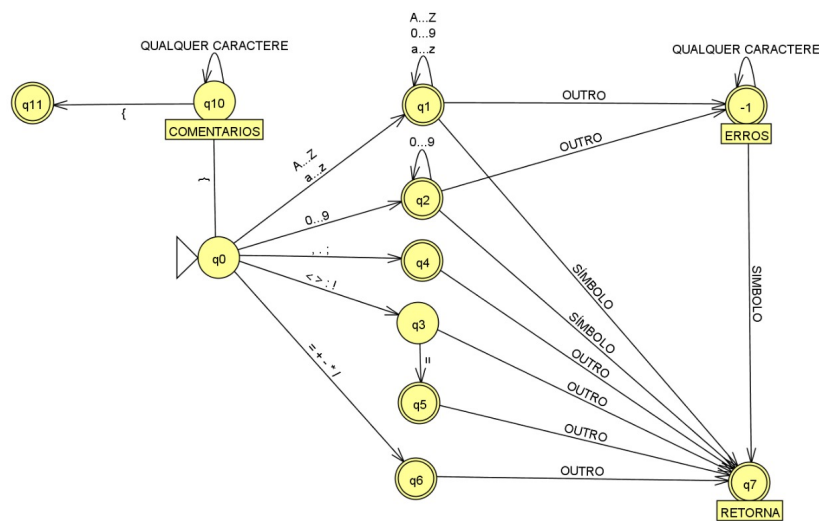 QUALQUER CARACTERE
q10
COMENTARIOS
q11
{
}
q0
A...Z
0...9
a...z
q1
A...Z
a...z
0...9
q2
0...9
q4
< > : !
q3
=
q5
= + - * /
q6
OUTRO
OUTRO
SÍMBOLO
SÍMBOLO
OUTRO
OUTRO
OUTRO
OUTRO
QUALQUER CARACTERE
-1
ERROS
SIMBOLO
q7
RETORNA